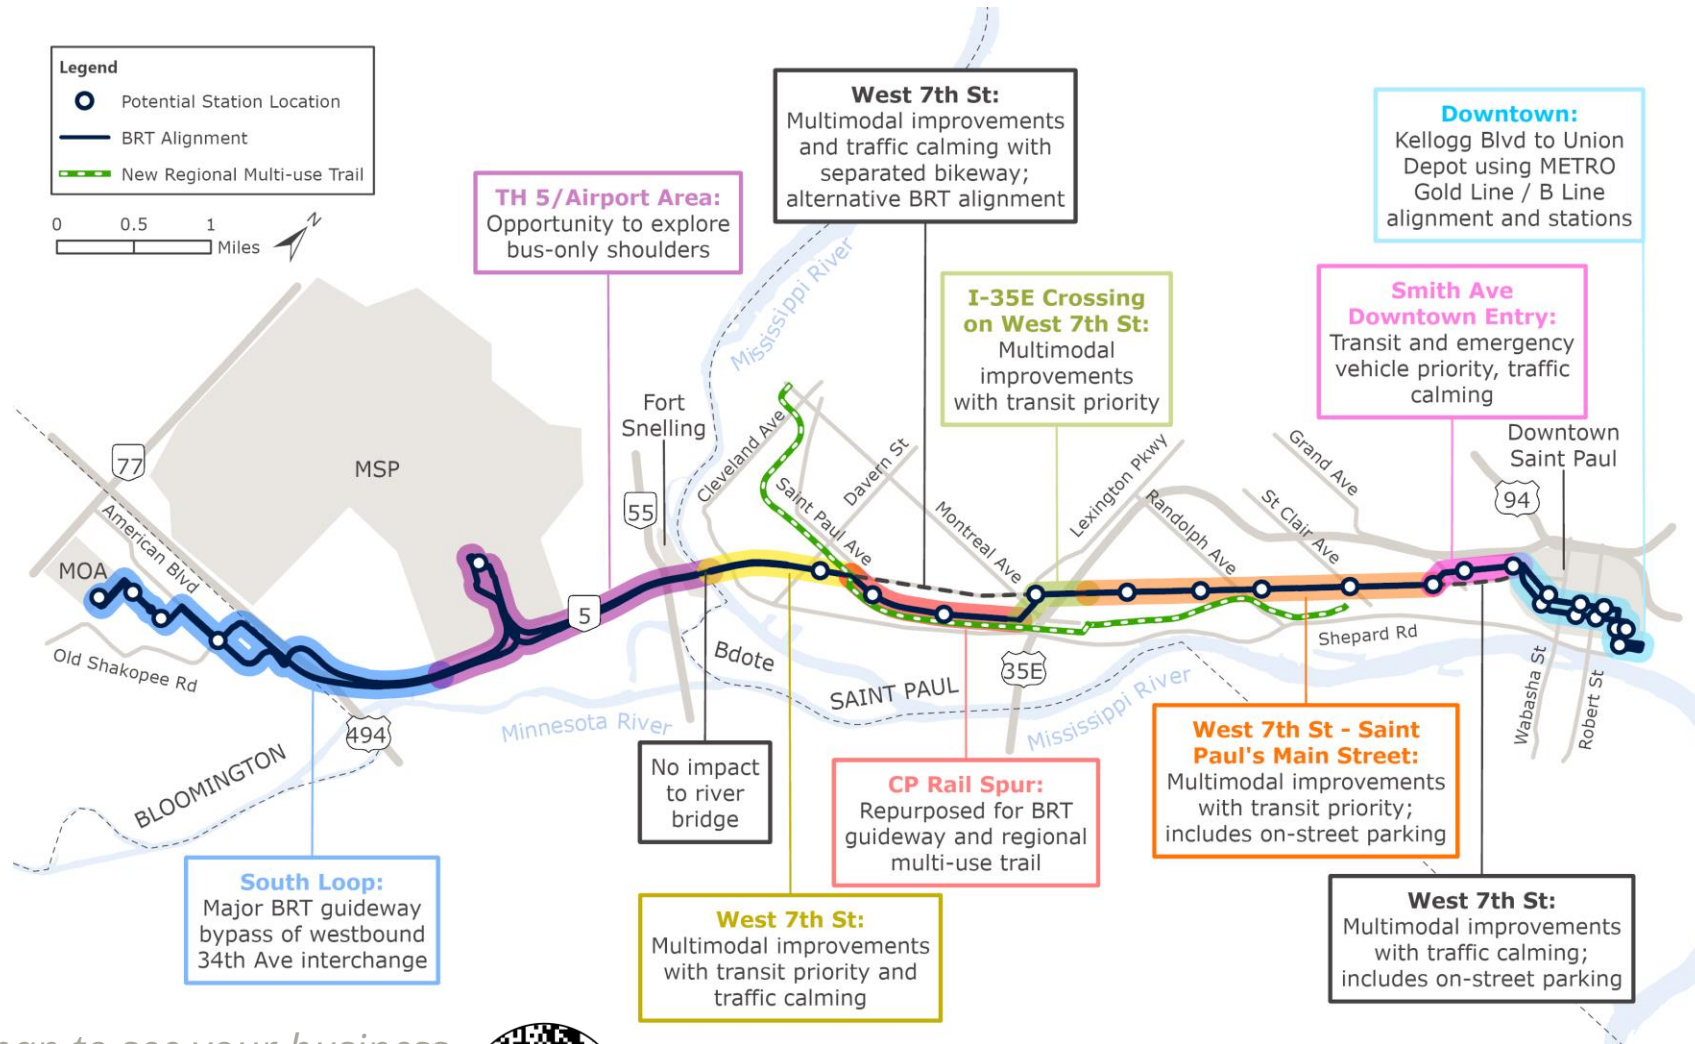 Legend
Potential Station Location
BRT Alignment
New Regional Multi-use Trail
0 0.5 1
Miles
N
West 7th St:
Multimodal improvements
and traffic calming with
separated bikeway;
alternative BRT alignment
Downtown:
Kellogg Blvd to Union
Depot using METRO
Gold Line / B Line
alignment and stations
TH 5/Airport Area:
Opportunity to explore
bus-only shoulders
I-35E Crossing
on West 7th St:
Multimodal
improvements
with transit priority
Smith Ave
Downtown Entry:
Transit and emergency
vehicle priority, traffic
calming
Mississippi River
Fort
Snelling
Downtown
Saint Paul
77
MSP
55
94
Cleveland Ave
Davern St
Saint Paul Ave
Montreal Ave
Lexington Pkwy
Randolph Ave
St Clair Ave
Grand Ave
American Blvd
MOA
5
Old Shakopee Rd
Shepard Rd
Bdote
35E
SAINT PAUL
Mississippi River
Minnesota River
494
BLOOMINGTON
Wabasha St
Robert St
No impact
to river
bridge
CP Rail Spur:
Repurposed for BRT
guideway and regional
multi-use trail
West 7th St - Saint
Paul's Main Street:
Multimodal improvements
with transit priority;
includes on-street parking
South Loop:
Major BRT guideway
bypass of westbound
34th Ave interchange
West 7th St:
Multimodal improvements
with transit priority and
traffic calming
West 7th St:
Multimodal improvements
with traffic calming;
includes on-street parking
to see your business